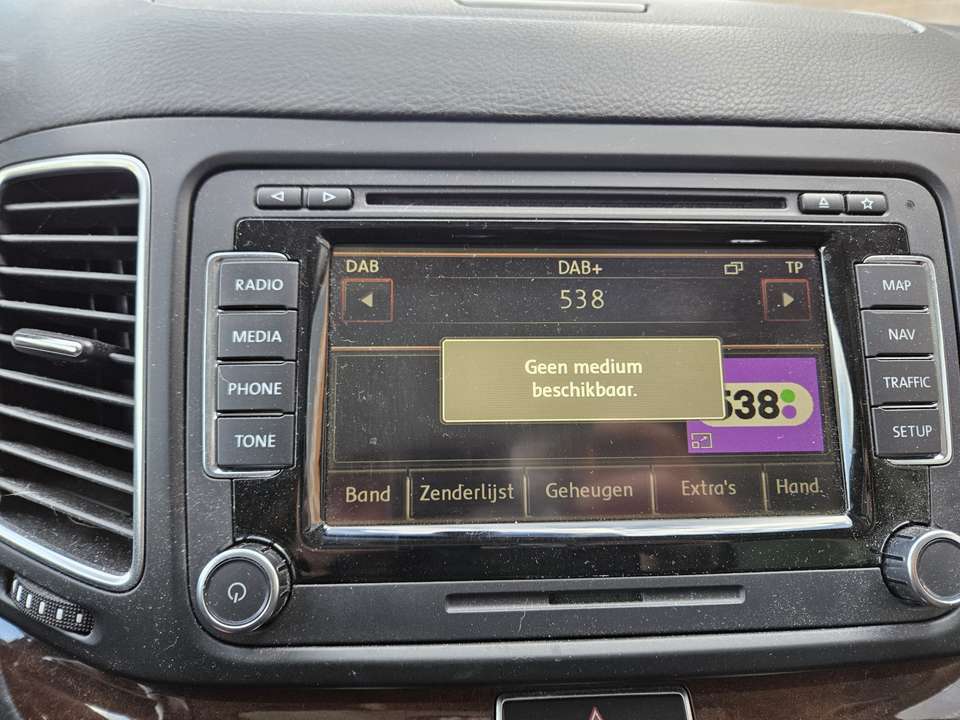 DAB DAB+ TP
538
RADIO
MEDIA
PHONE
TONE
MAP
NAV
TRAFFIC
SETUP
Geen medium
beschikbaar.
538
Band Zenderlijst Geheugen Extra's Hand.